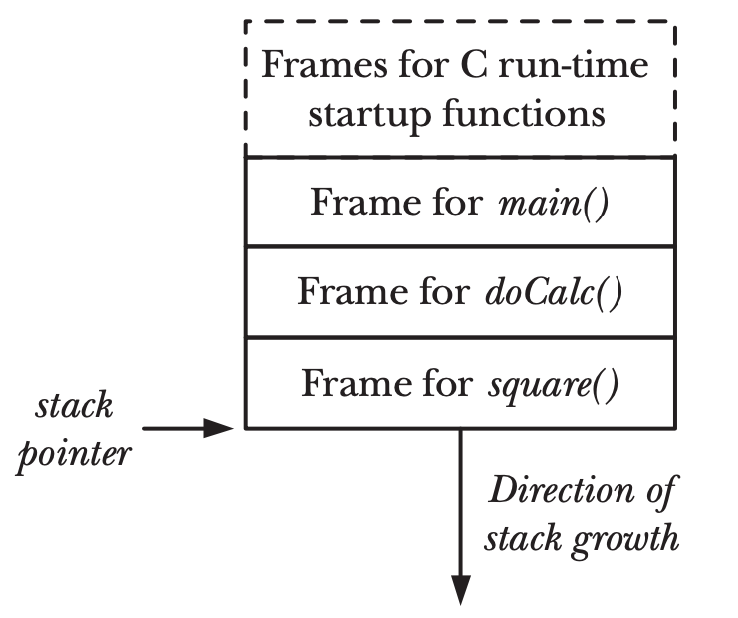 Frames for C run-time
startup functions
Frame for main()
Frame for doCalc()
Frame for square()
stack
pointer
Direction of
stack growth